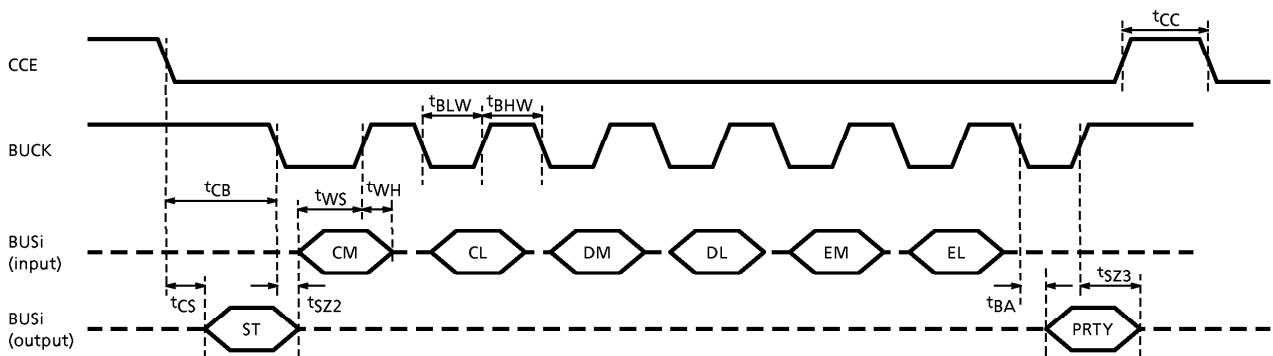 tCC
CCE
tBLW tBHW
BUCK
tCB tWS tWH
BUSi
(input)
CM CL DM DL EM EL
tCS tSZ2 tBA tSZ3
BUSi
(output)
ST PRTY